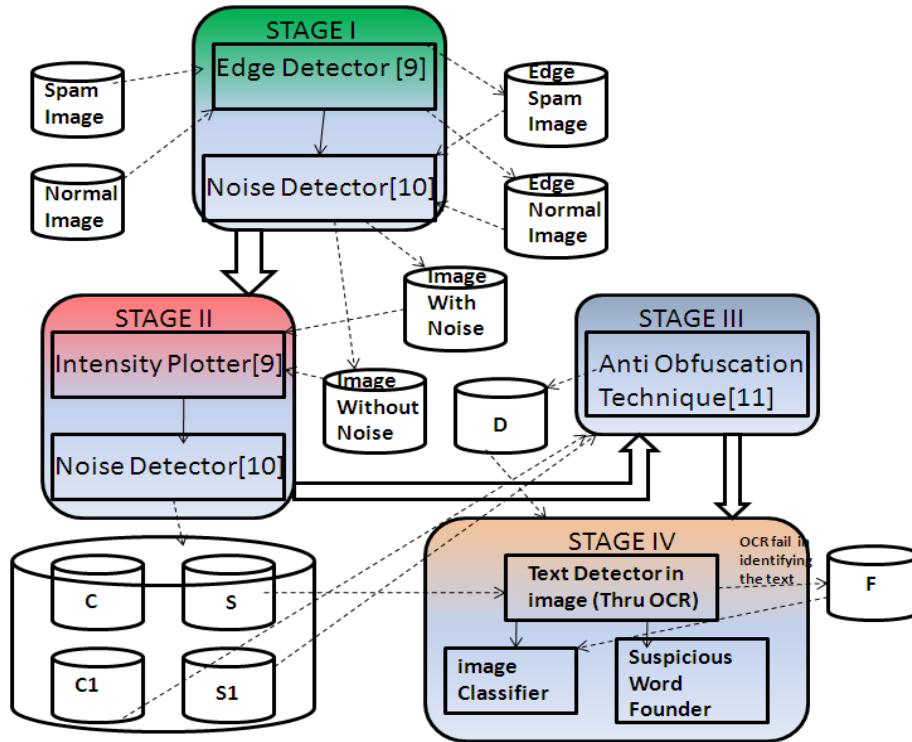 STAGE I
Edge Detector [9]
Spam
Image
Edge
Spam
Image
Noise Detector[10]
Normal
Image
Edge
Normal
Image
Image
With
Noise
STAGE II
Intensity Plotter[9]
Image
Without
Noise
Noise Detector[10]
STAGE III
Anti Obfuscation
Technique[11]
D
C
S
C1
S1
STAGE IV
Text Detector in
image (Thru OCR)
OCR fail in
identifying
the text
F
image
Classifier
Suspicious
Word
Founder